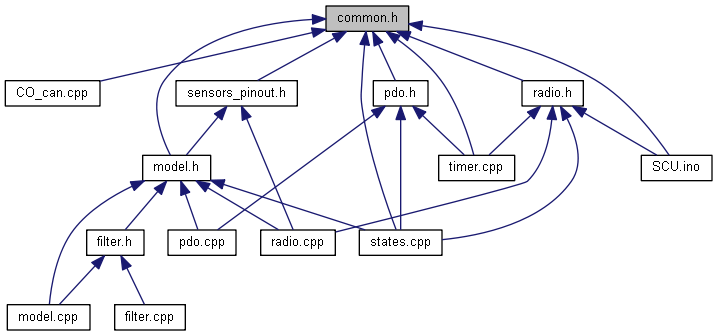 common.h
CO_can.cpp
sensors_pinout.h
pdo.h
radio.h
model.h
timer.cpp
SCU.ino
filter.h
pdo.cpp
radio.cpp
states.cpp
model.cpp
filter.cpp